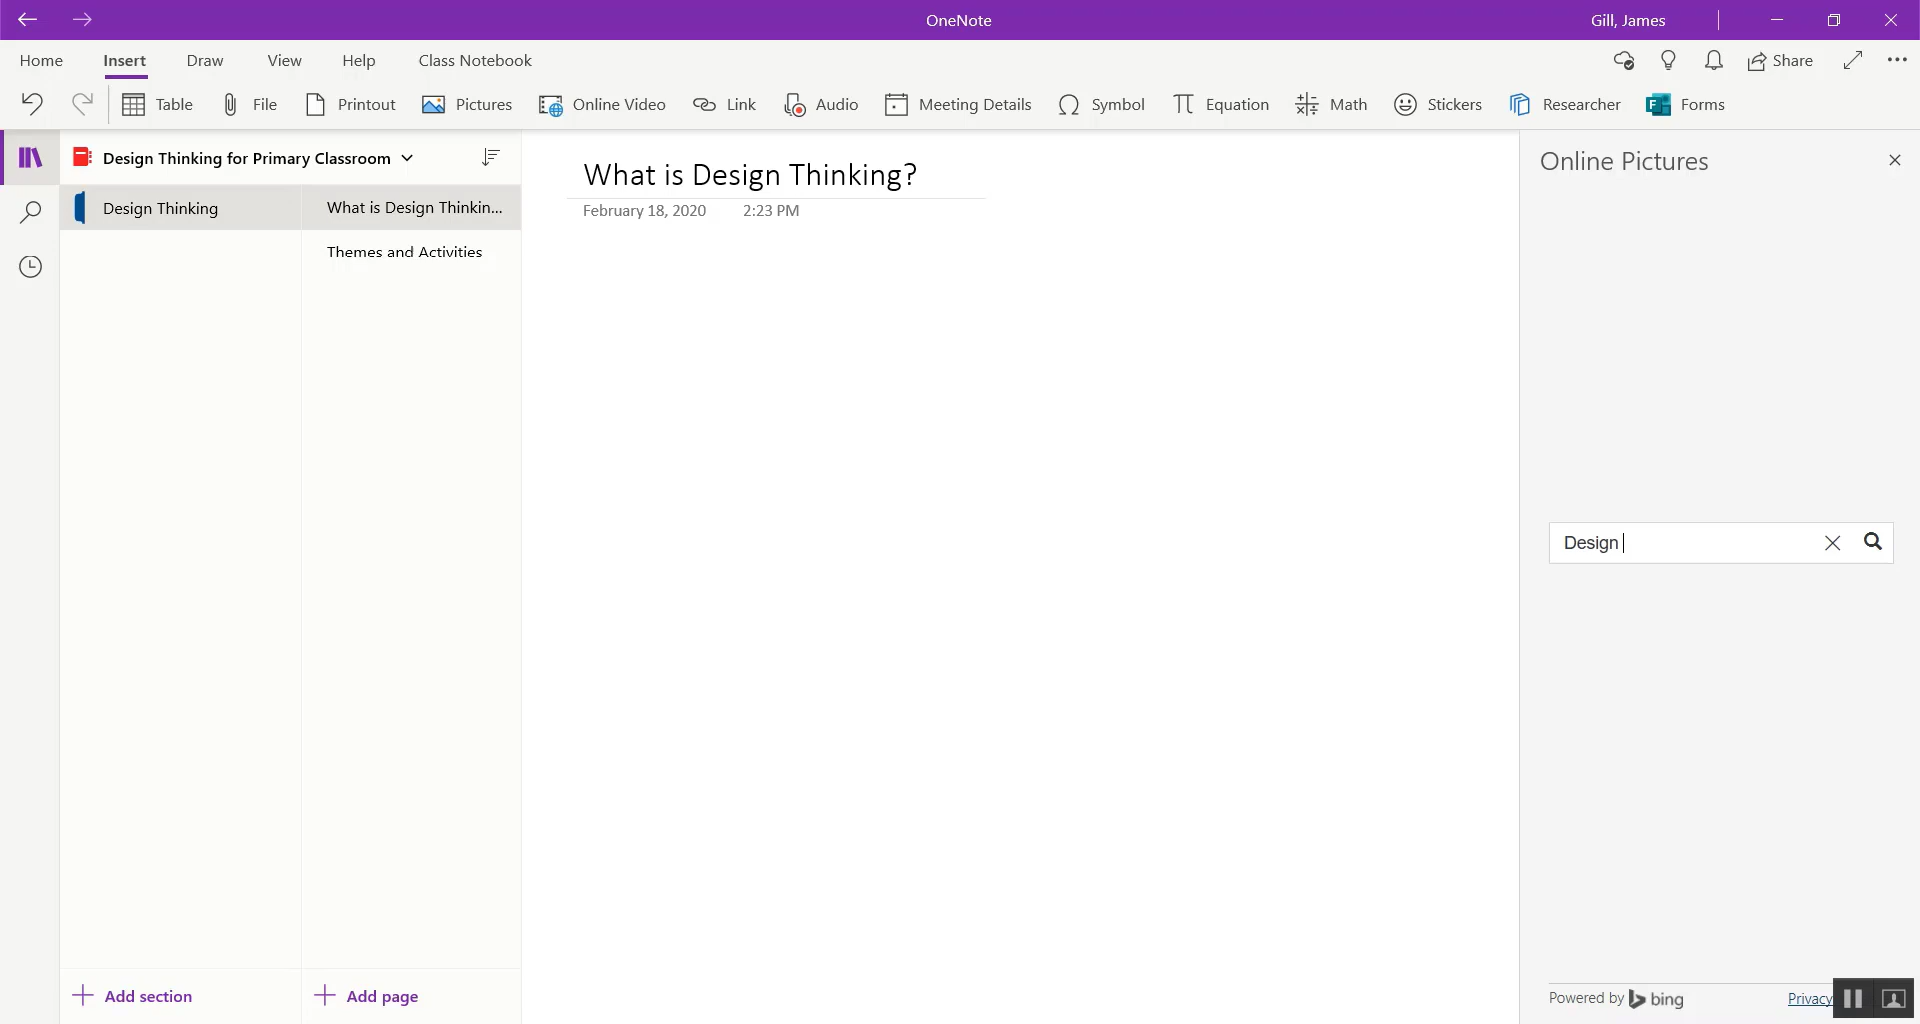 OneNote
Gill, James
Home Insert Draw View Help Class Notebook Share
Table File Printout Pictures Online Video Link Audio Meeting Details Symbol Equation Math Stickers Researcher Forms
Design Thinking for Primary Classroom
Design Thinking
What is Design Thinkin...
Themes and Activities
Add section
Add page
What is Design Thinking?
February 18, 2020 2:23 PM
Online Pictures
Design
Powered by bing
Privacy